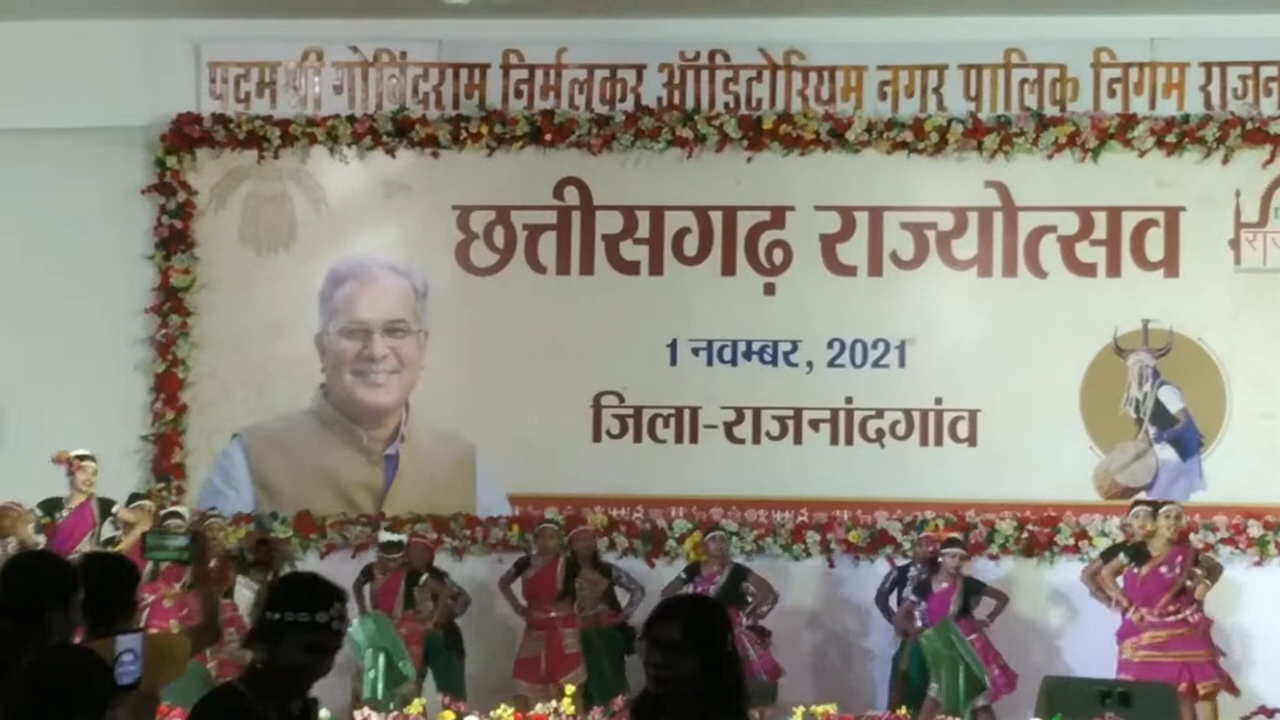 पदम श्री गोविंदराम निर्मलकर ऑडिटोरियम नगर पालिक निगम
छत्तीसगढ़ राज्योत्सव
1 नवम्बर, 2021
जिला-राजनांदगांव